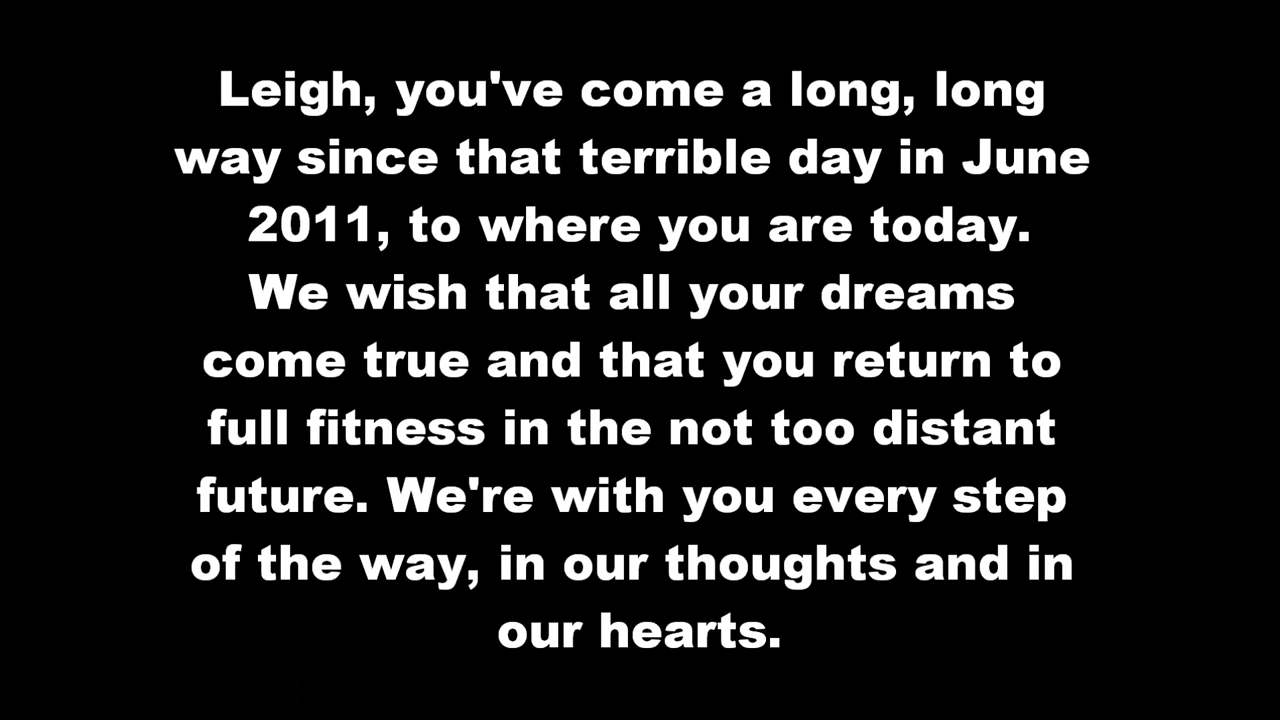 Leigh, you've come a long, long
way since that terrible day in June
2011, to where you are today.
We wish that all your dreams
come true and that you return to
full fitness in the not too distant
future. We're with you every step
of the way, in our thoughts and in
our hearts.